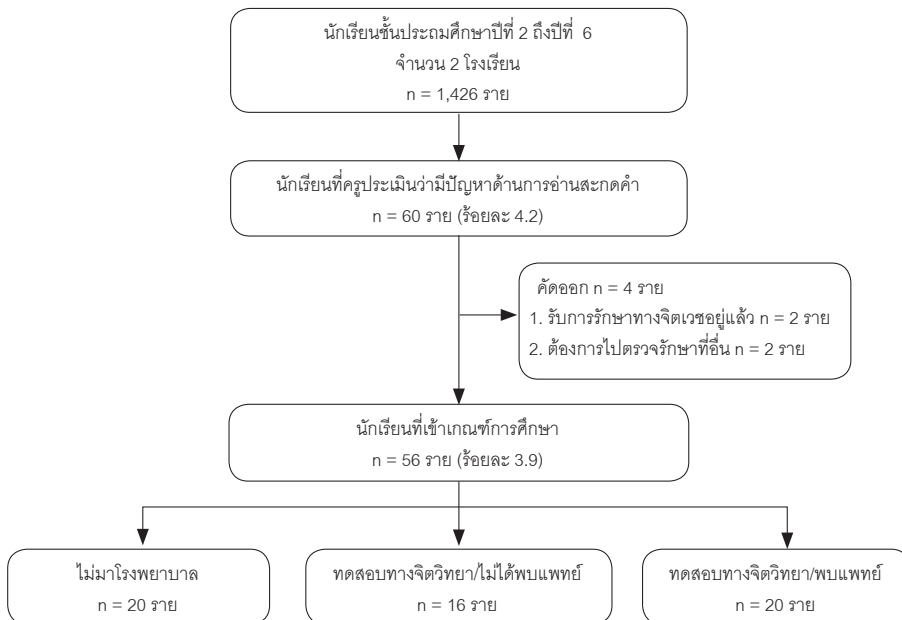 นักเรียนชั้นประถมศึกษาปีที่ 2 ถึงปีที่ 6
จำนวน 2 โรงเรียน
n = 1,426 ราย
นักเรียนที่ครูประเมินว่ามีปัญหาด้านการอ่านสะกดคำ
n = 60 ราย (ร้อยละ 4.2)
คัดออก n = 4 ราย
1. รับการรักษาทางจิตเวชอยู่แล้ว n = 2 ราย
2. ต้องการไปตรวจรักษาที่อื่น n = 2 ราย
นักเรียนที่เข้าเกณฑ์การศึกษา
n = 56 ราย (ร้อยละ 3.9)
ไม่มาโรงพยาบาล
n = 20 ราย
ทดสอบทางจิตวิทยา/ไม่ได้พบแพทย์
n = 16 ราย
ทดสอบทางจิตวิทยา/พบแพทย์
n = 20 ราย